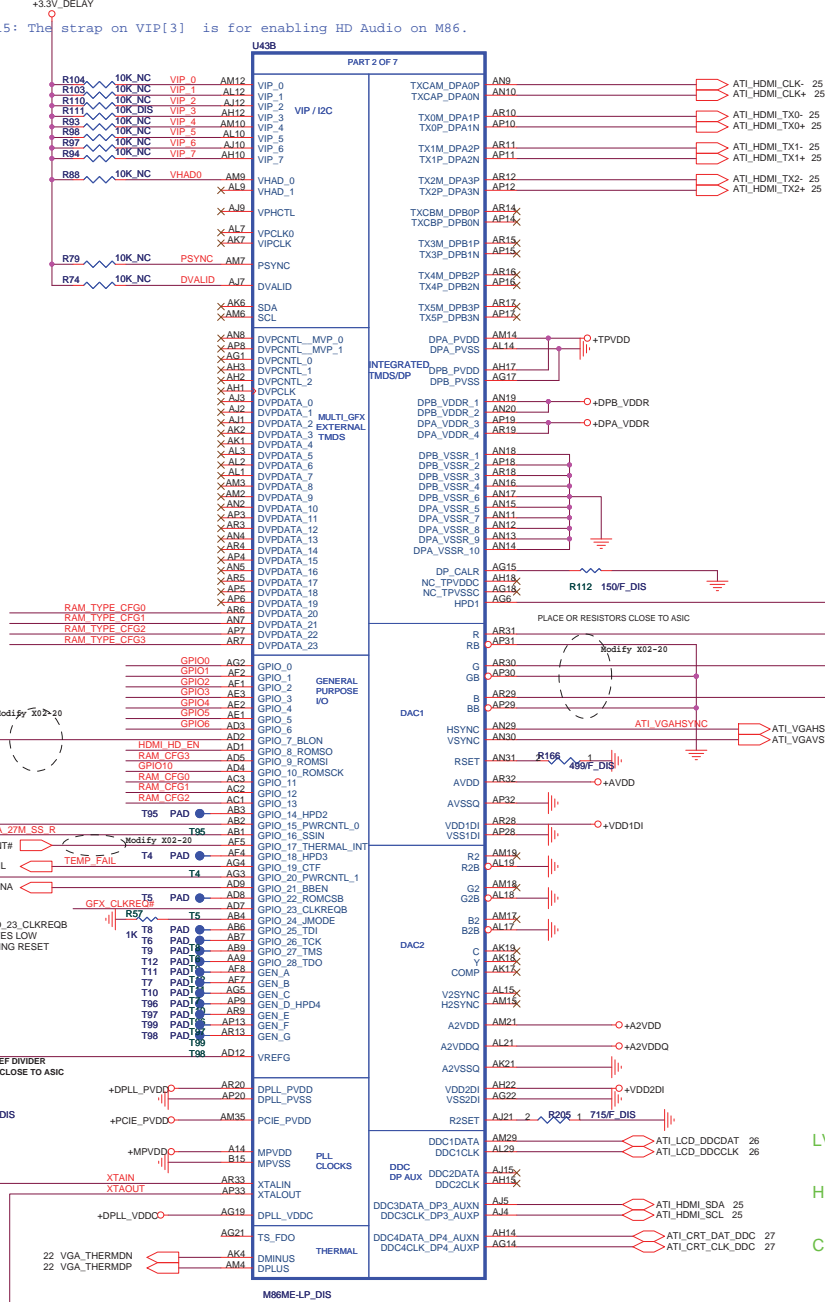 +3.3V_DELAY
5: The strap on VIP[3] is for enabling HD Audio on M86.
U43B
PART 2 OF 7
R104 10K_NC VIP_0 AM12 VIP_0
R103 10K_NC VIP_1 AL12 VIP_1
R110 10K_NC VIP_2 AJ12 VIP_2
R111 10K_DIS VIP_3 AH12 VIP_3
R93 10K_NC VIP_4 AM10 VIP_4
R98 10K_NC VIP_5 AL10 VIP_5
R97 10K_NC VIP_6 AJ10 VIP_6
R94 10K_NC VIP_7 AH10 VIP_7
VIP / I2C
R88 10K_NC VHAD0 AM9 VHAD_0
AL9 VHAD_1
AJ9 VPHCTL
AL7 VPCLK0
AK7 VIPCLK
R79 10K_NC PSYNC AM7 PSYNC
R74 10K_NC DVALID AJ7 DVALID
AK6 SDA
AM6 SCL
AN8 DVPCNTL__MVP_0
AP8 DVPCNTL__MVP_1
AG1 DVPCNTL_0
AH3 DVPCNTL_1
AH2 DVPCNTL_2
AH1 DVPCLK
AJ3 DVPDATA_0
AJ2 DVPDATA_1
AJ1 DVPDATA_2
AK2 DVPDATA_3
AK1 DVPDATA_4
AL3 DVPDATA_5
AL2 DVPDATA_6
AL1 DVPDATA_7
AM3 DVPDATA_8
AM2 DVPDATA_9
AN2 DVPDATA_10
AP3 DVPDATA_11
AR3 DVPDATA_12
AN4 DVPDATA_13
AR4 DVPDATA_14
AP4 DVPDATA_15
AN5 DVPDATA_16
AR5 DVPDATA_17
AP5 DVPDATA_18
AP6 DVPDATA_19
RAM_TYPE_CFG0 AR6 DVPDATA_20
RAM_TYPE_CFG1 AN7 DVPDATA_21
RAM_TYPE_CFG2 AP7 DVPDATA_22
RAM_TYPE_CFG3 AR7 DVPDATA_23
MULTI_GFX
EXTERNAL
TMDS
GPIO0 AG2 GPIO_0
GPIO1 AF2 GPIO_1
GPIO2 AF1 GPIO_2
GPIO3 AE3 GPIO_3
GPIO4 AE2 GPIO_4
GPIO5 AE1 GPIO_5
GPIO6 AD3 GPIO_6
AD2 GPIO_7_BLON
HDMI_HD_EN AD1 GPIO_8_ROMSO
RAM_CFG3 AD5 GPIO_9_ROMSI
GPIO10 AD4 GPIO_10_ROMSCK
RAM_CFG0 AC3 GPIO_11
RAM_CFG1 AC2 GPIO_12
RAM_CFG2 AC1 GPIO_13
GENERAL
PURPOSE
I/O
Modify X02-20
T95 PAD AB3 GPIO_14_HPD2
AB2 GPIO_15_PWRCNTL_0
A_27M_SS_R T95 AB1 GPIO_16_SSIN
NT# Modify X02-20 AF5 GPIO_17_THERMAL_INT
T4 PAD AF4 GPIO_18_HPD3
L TEMP_FAIL AG4 GPIO_19_CTF
T4 AG3 GPIO_20_PWRCNTL_1
NA AD9 GPIO_21_BBEN
T5 PAD AD8 GPIO_22_ROMCSB
GFX_CLKREQ# AD7 GPIO_23_CLKREQB
R57 1K T5 AB4 GPIO_24_JMODE
T8 PAD AB6 GPIO_25_TDI
T6 PAD AB7 GPIO_26_TCK
T9 PAD AB9 GPIO_27_TMS
T12 PAD AA9 GPIO_28_TDO
T11 PAD AF8 GEN_A
T7 PAD AF7 GEN_B
T10 PAD AG5 GEN_C
T96 PAD AP9 GEN_D_HPD4
T97 PAD AR9 GEN_E
T99 PAD AP13 GEN_F
T98 PAD AR13 GEN_G
T99
T98 AD12 VREFG
O_23_CLKREQB
ES LOW
NG RESET
EF DIVIDER
CLOSE TO ASIC
DIS
+DPLL_PVDD AR20 DPLL_PVDD
AP20 DPLL_PVSS
+PCIE_PVDD AM35 PCIE_PVDD
+MPVDD A14 MPVDD
B15 MPVSS
XTAIN AR33 XTALIN
XTAOUT AP33 XTALOUT
+DPLL_VDDC AG19 DPLL_VDDC
PLL
CLOCKS
AG21 TS_FDO
22 VGA_THERMDN AK4 DMINUS
22 VGA_THERMDP AM4 DPLUS
THERMAL
M86ME-LP_DIS
TXCAM_DPA0P AN9 ATI_HDMI_CLK- 25
TXCAP_DPA0N AN10 ATI_HDMI_CLK+ 25
TX0M_DPA1P AR10 ATI_HDMI_TX0- 25
TX0P_DPA1N AP10 ATI_HDMI_TX0+ 25
TX1M_DPA2P AR11 ATI_HDMI_TX1- 25
TX1P_DPA2N AP11 ATI_HDMI_TX1+ 25
TX2M_DPA3P AR12 ATI_HDMI_TX2- 25
TX2P_DPA3N AP12 ATI_HDMI_TX2+ 25
TXCBM_DPB0P AR14
TXCBP_DPB0N AP14
TX3M_DPB1P AR15
TX3P_DPB1N AP15
TX4M_DPB2P AR16
TX4P_DPB2N AP16
TX5M_DPB3P AR17
TX5P_DPB3N AP17
DPA_PVDD AM14 +TPVDD
DPA_PVSS AL14
INTEGRATED
TMDS/DP
DPB_PVDD AH17
DPB_PVSS AG17
DPB_VDDR_1 AN19 +DPB_VDDR
DPB_VDDR_2 AN20
DPA_VDDR_3 AP19 +DPA_VDDR
DPA_VDDR_4 AR19
DPB_VSSR_1 AN18
DPB_VSSR_2 AP18
DPB_VSSR_3 AR18
DPB_VSSR_4 AN16
DPB_VSSR_6 AN17
DPA_VSSR_5 AN15
DPA_VSSR_7 AN11
DPA_VSSR_8 AN12
DPA_VSSR_9 AN13
DPA_VSSR_10 AN14
DP_CALR AG15 R112 150/F_DIS
NC_TPVDDC AH18
NC_TPVSSC AG18
HPD1 AG6
PLACE OR RESISTORS CLOSE TO ASIC
R AR31
RB AP31
Modify X02-20
G AR30
GB AP30
B AR29
BB AP29
DAC1
HSYNC AN29 ATI_VGAHSYNC ATI_VGAHS
VSYNC AN30 ATI_VGAVS
RSET AN31 2 R166 1 499/F_DIS
AVDD AR32 +AVDD
AVSSQ AP32
VDD1DI AR28 +VDD1DI
VSS1DI AP28
R2 AM19
R2B AL19
G2 AM18
G2B AL18
B2 AM17
B2B AL17
DAC2
C AK19
Y AK18
COMP AK17
V2SYNC AL15
H2SYNC AM15
A2VDD AM21 +A2VDD
A2VDDQ AL21 +A2VDDQ
A2VSSQ AK21
VDD2DI AH22 +VDD2DI
VSS2DI AG22
R2SET AJ21 2 R205 1 715/F_DIS
DDC1DATA AM29 ATI_LCD_DDCDAT 26
DDC1CLK AL29 ATI_LCD_DDCCLK 26
LV
DDC
DP AUX
DDC2DATA AJ15
DDC2CLK AH15
H
DDC3DATA_DP3_AUXN AJ5 ATI_HDMI_SDA 25
DDC3CLK_DP3_AUXP AJ4 ATI_HDMI_SCL 25
DDC4DATA_DP4_AUXN AH14 ATI_CRT_DAT_DDC 27
DDC4CLK_DP4_AUXP AG14 ATI_CRT_CLK_DDC 27
C